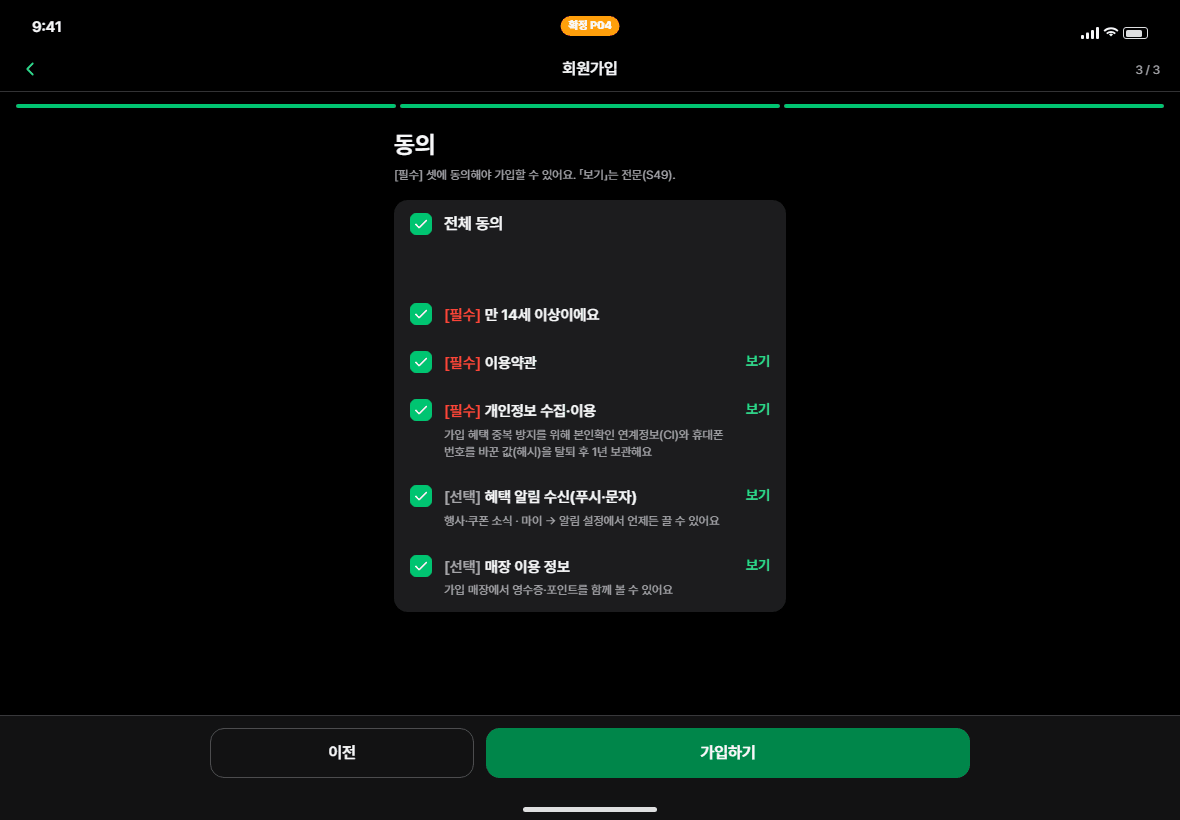 9:41
확정 P04
회원가입
3 / 3
동의
[필수] 셋에 동의해야 가입할 수 있어요. 「보기」는 전문(S49).
전체 동의
[필수] 만 14세 이상이에요
[필수] 이용약관
보기
[필수] 개인정보 수집·이용
보기
가입 혜택 중복 방지를 위해 본인확인 연계정보(CI)와 휴대폰
번호를 바꾼 값(해시)을 탈퇴 후 1년 보관해요
[선택] 혜택 알림 수신(푸시·문자)
보기
행사·쿠폰 소식 · 마이 → 알림 설정에서 언제든 끌 수 있어요
[선택] 매장 이용 정보
보기
가입 매장에서 영수증·포인트를 함께 볼 수 있어요
이전
가입하기